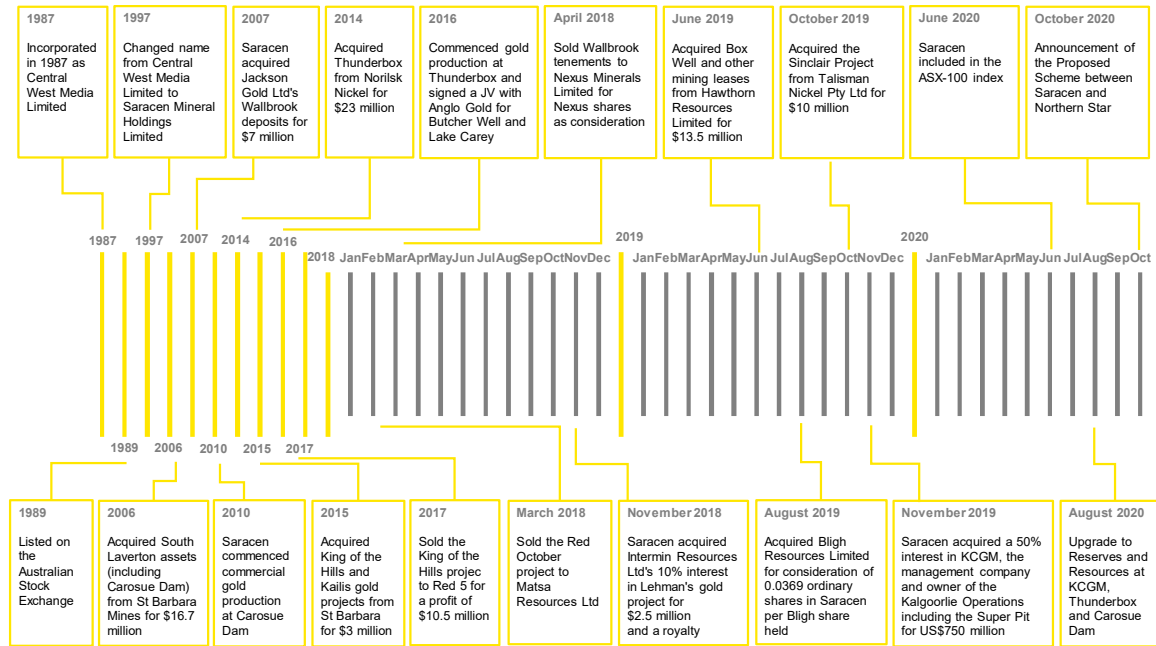 1987
Incorporated
in 1987 as
Central
West Media
Limited
1997
Changed name
from Central
West Media
Limited to
Saracen Mineral
Holdings
Limited
2007
Saracen
acquired
Jackson
Gold Ltd's
Wallbrook
deposits for
$7 million
2014
Acquired
Thunderbox
from Norilsk
Nickel for
$23 million
2016
Commenced gold
production at
Thunderbox and
signed a JV with
Anglo Gold for
Butcher Well and
Lake Carey
April 2018
Sold Wallbrook
tenements to
Nexus Minerals
Limited for
Nexus shares
as consideration
June 2019
Acquired Box
Well and other
mining leases
from Hawthorn
Resources
Limited for
$13.5 million
October 2019
Acquired the
Sinclair Project
from Talisman
Nickel Pty Ltd for
$10 million
June 2020
Saracen
included in the
ASX-100 index
October 2020
Announcement of
the Proposed
Scheme between
Saracen and
Northern Star
1987 1997 2007 2014 2016 2019 2020
2018 Jan Feb Mar Apr May Jun Jul Aug Sep Oct Nov Dec Jan Feb Mar Apr May Jun Jul Aug Sep Oct Nov Dec Jan Feb Mar Apr May Jun Jul Aug Sep Oct
1989 2006 2010 2015 2017
1989
Listed on
the
Australian
Stock
Exchange
2006
Acquired South
Laverton assets
(including
Carosue Dam)
from St Barbara
Mines for $16.7
million
2010
Saracen
commenced
commercial
gold
production
at Carosue
Dam
2015
Acquired
King of the
Hills and
Kailis gold
projects from
St Barbara
for $3 million
2017
Sold the
King of the
Hills projec
to Red 5 for
a profit of
$10.5 million
March 2018
Sold the Red
October
project to
Matsa
Resources Ltd
November 2018
Saracen acquired
Intermin Resources
Ltd's 10% interest
in Lehman's gold
project for
$2.5 million
and a royalty
August 2019
Acquired Bligh
Resources Limited
for consideration of
0.0369 ordinary
shares in Saracen
per Bligh share
held
November 2019
Saracen acquired a 50%
interest in KCGM, the
management company
and owner of the
Kalgoorlie Operations
including the Super Pit
for US$750 million
August 2020
Upgrade to
Reserves and
Resources at
KCGM,
Thunderbox
and Carosue
Dam